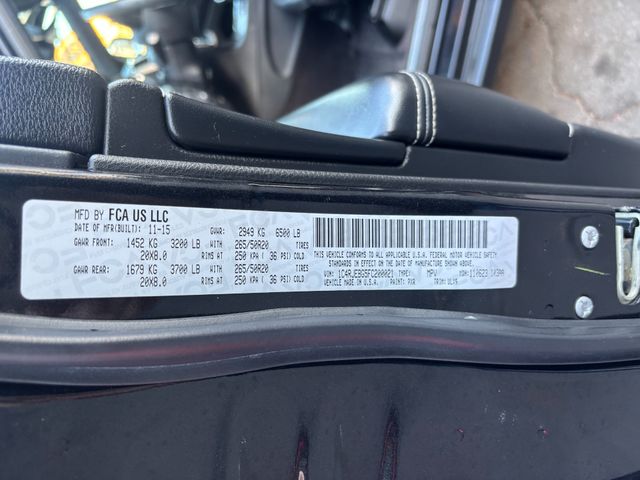 MFD BY FCA US LLC
DATE OF MFR(BUILT): 11-15 GVWR: 2949 KG 6500 LB
GAWR FRONT: 1452 KG 3200 LB WITH 265/50R20 TIRES
20X8.0 RIMS AT 250 KPA ( 36 PSI) COLD
GAWR REAR: 1679 KG 3700 LB WITH 265/50R20 TIRES
20X8.0 RIMS AT 250 KPA ( 36 PSI) COLD
THIS VEHICLE CONFORMS TO ALL APPLICABLE U.S.A. FEDERAL MOTOR VEHICLE SAFETY
STANDARDS IN EFFECT ON THE DATE OF MANUFACTURE SHOWN ABOVE.
VIN: TYPE: MPV
VEHICLE MADE IN U.S.A. PAINT: PXR TRIM: